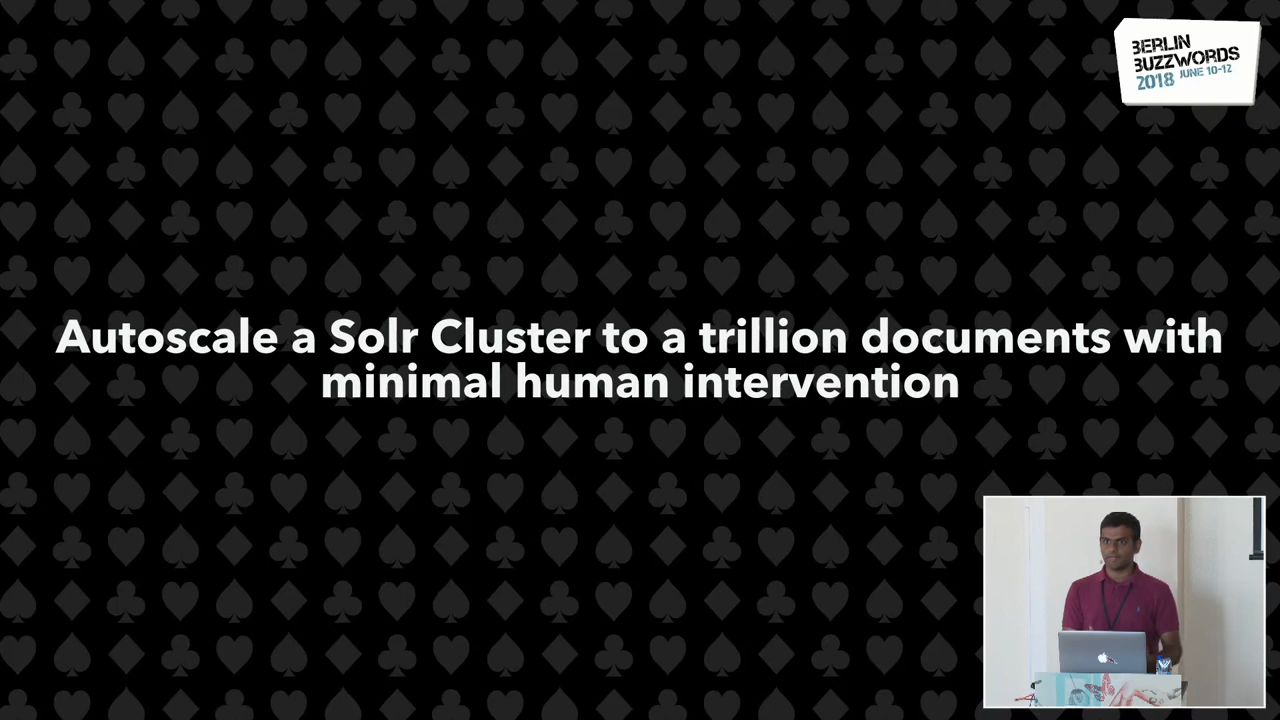 BERLIN
BUZZWORDS
2018 JUNE 10-12
Autoscale a Solr Cluster to a trillion documents with
minimal human intervention